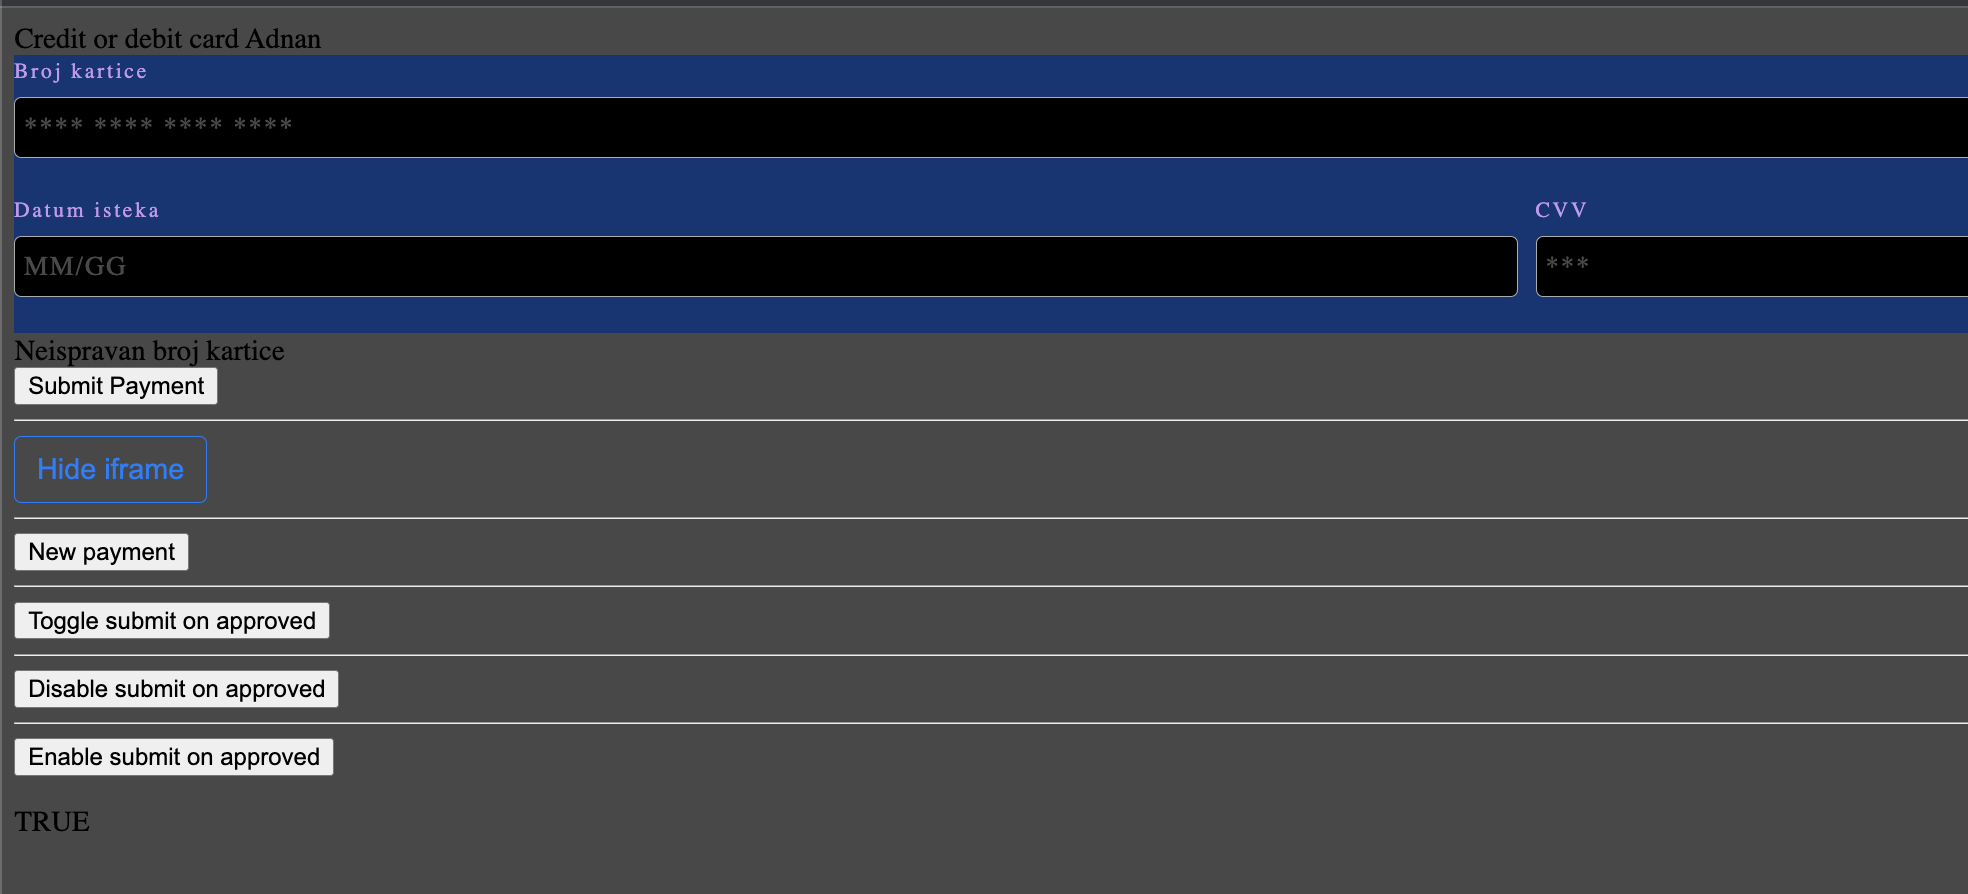 Credit or debit card Adnan
Broj kartice
**** **** **** ****
Datum isteka CVV
MM/GG ***
Neispravan broj kartice
Submit Payment
Hide iframe
New payment
Toggle submit on approved
Disable submit on approved
Enable submit on approved
TRUE